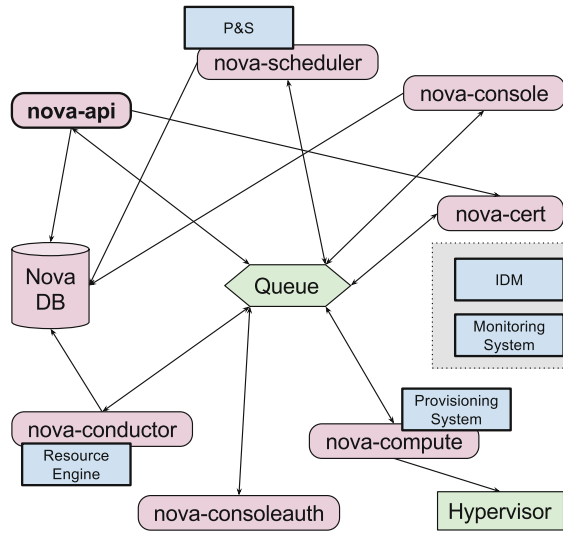 P&S
nova-scheduler
nova-console
nova-api
nova-cert
Nova
DB
Queue
IDM
Monitoring
System
Provisioning
System
nova-conductor
nova-compute
Resource
Engine
nova-consoleauth
Hypervisor